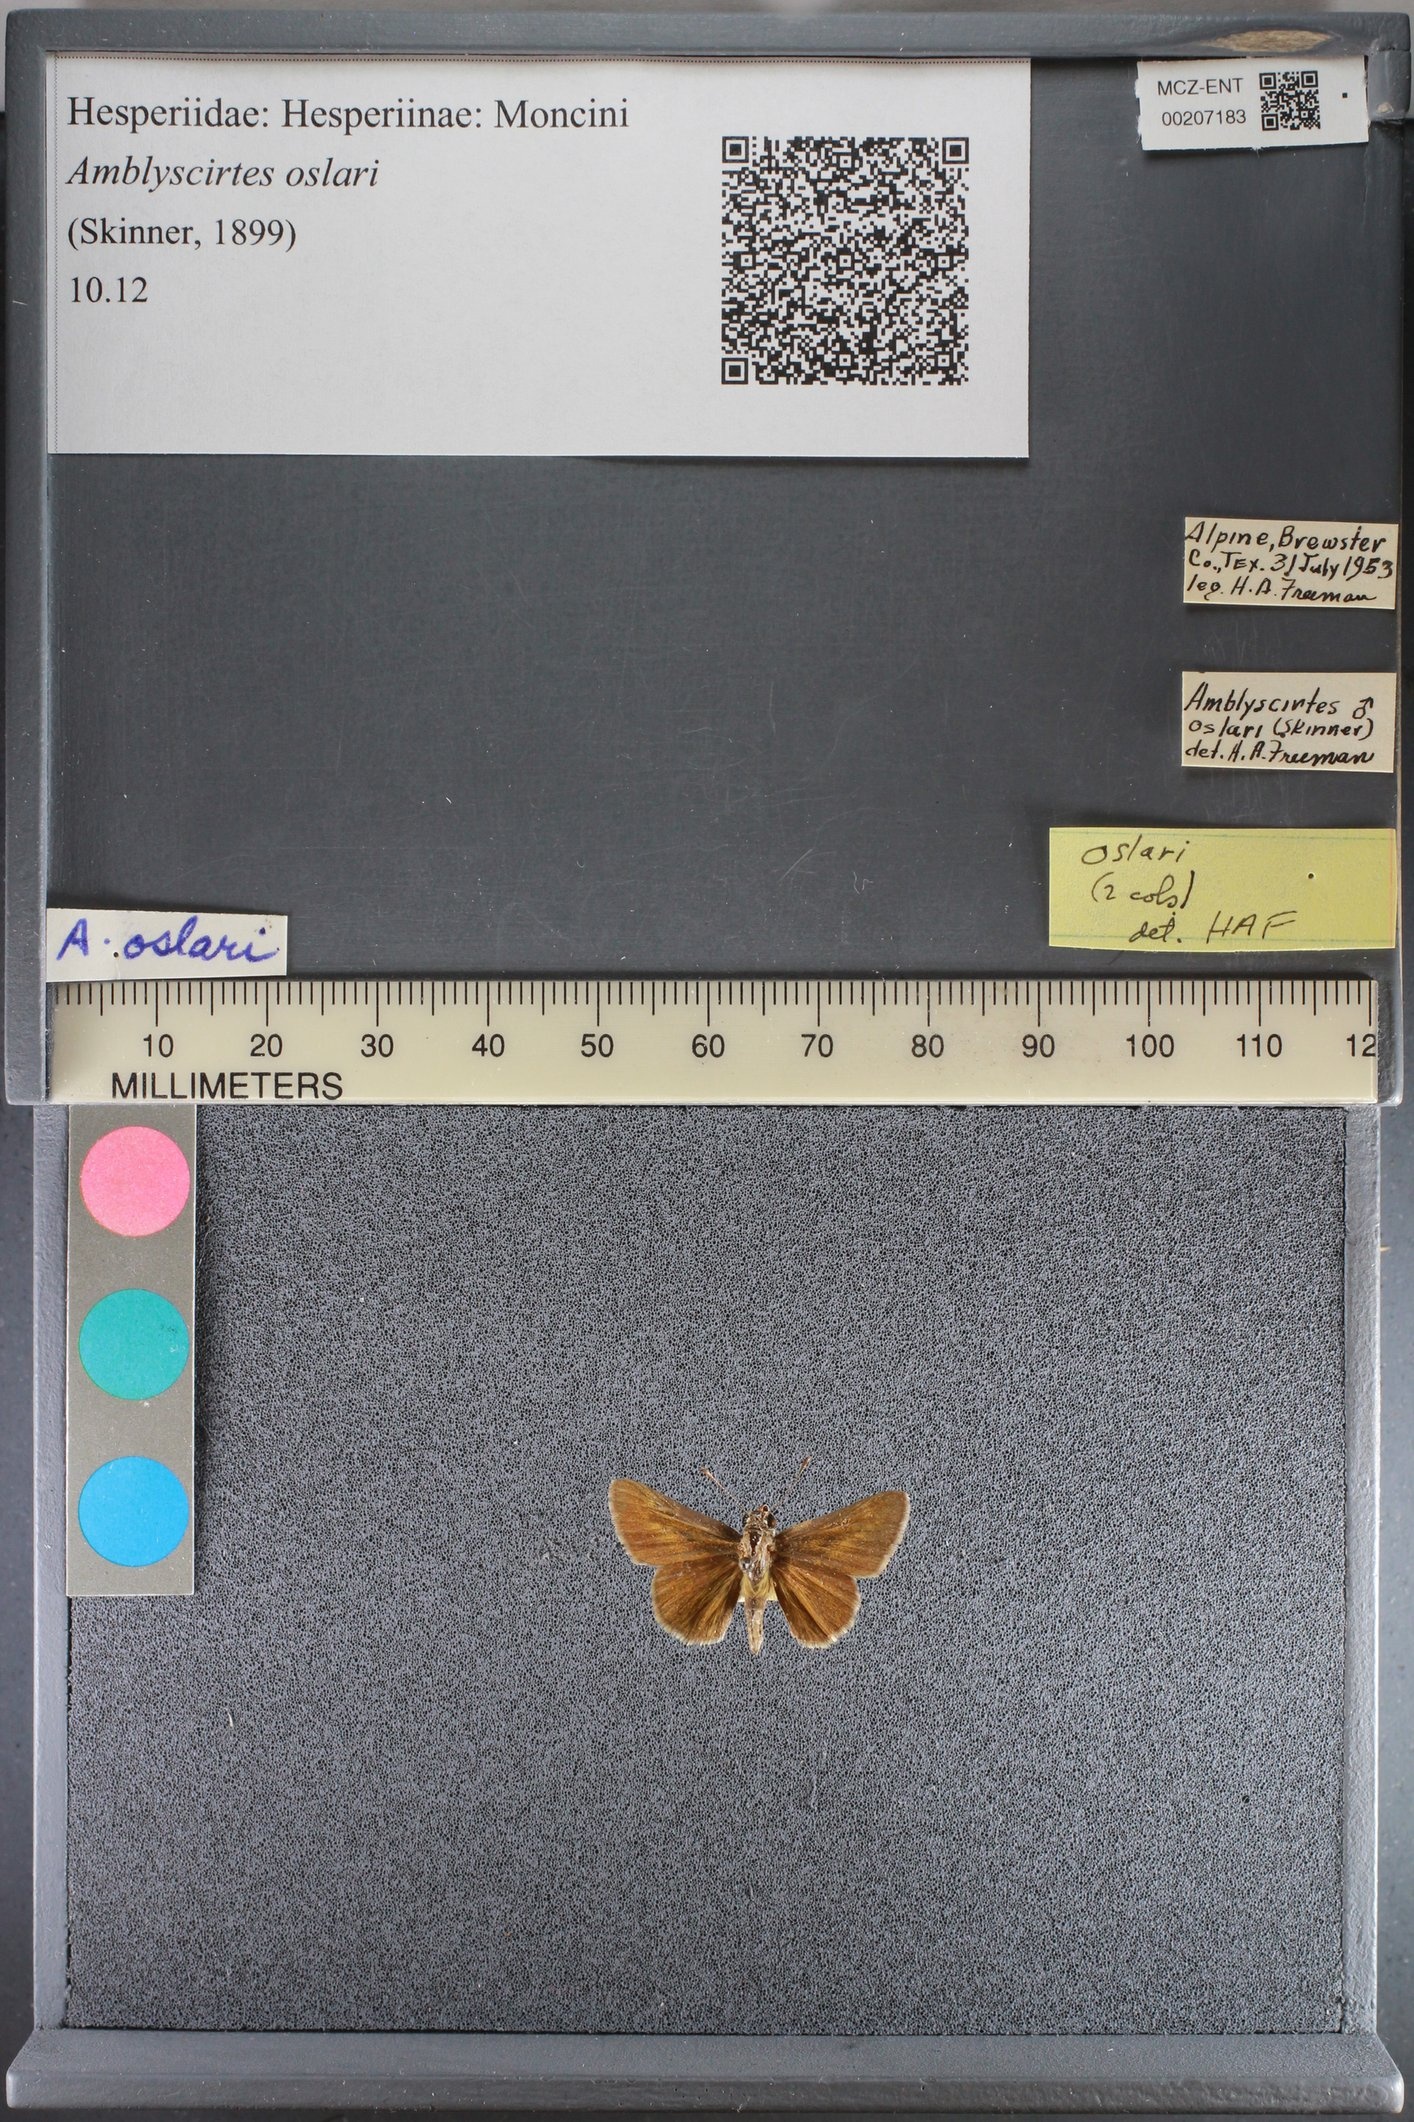 Hesperiidae: Hesperiinae: Moncini
Amblyscirtes oslari
(Skinner, 1899)
10.12
MCZ-ENT
00207183
Alpine, Brewster
Co., Tex. 31 July 1953
leg. H. A. Freeman
Amblyscirtes ♂
oslari (Skinner)
det. H. A. Freeman
oslari
(2 cols)
det. HAF
A. oslari
10 20 30 40 50 60 70 80 90 100 110 12
MILLIMETERS